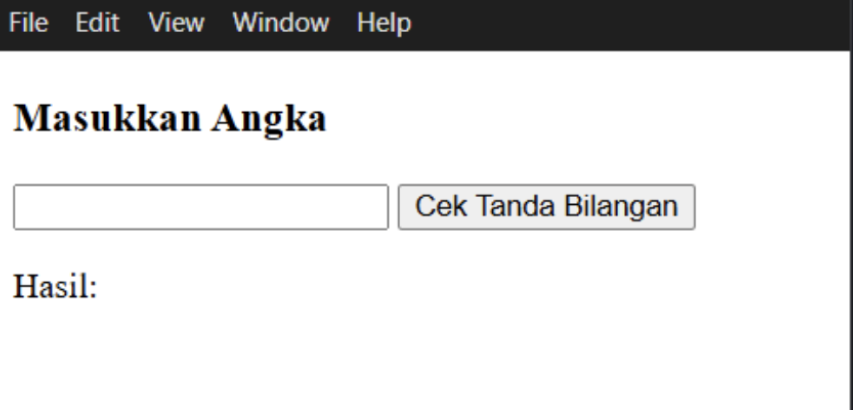 File Edit View Window Help
Masukkan Angka
Cek Tanda Bilangan
Hasil: